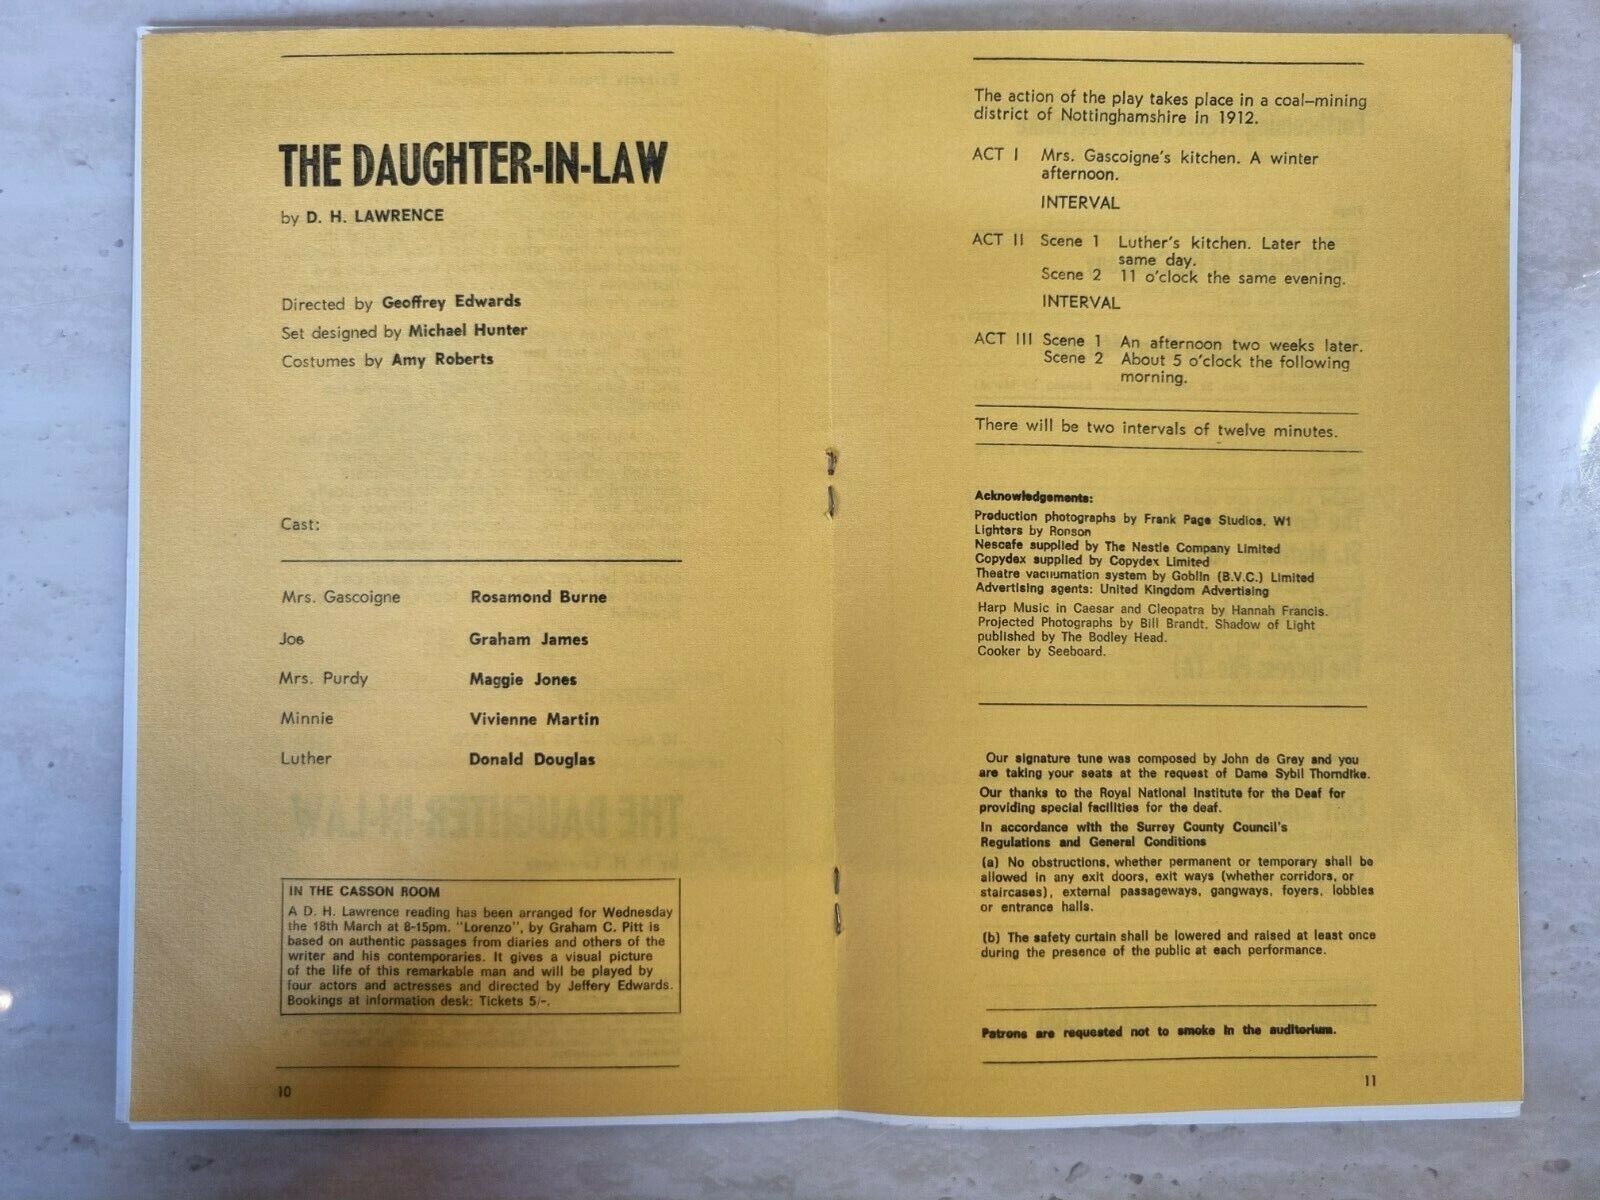 THE DAUGHTER-IN-LAW
by D. H. LAWRENCE
Directed by Geoffrey Edwards
Set designed by Michael Hunter
Costumes by Amy Roberts
Cast:
Mrs. Gascoigne Rosamond Burne
Joe Graham James
Mrs. Purdy Maggie Jones
Minnie Vivienne Martin
Luther Donald Douglas
IN THE CASSON ROOM
A D. H. Lawrence reading has been arranged for Wednesday
the 18th March at 8-15pm. "Lorenzo", by Graham C. Pitt is
based on authentic passages from diaries and others of the
writer and his contemporaries. It gives a visual picture
of the life of this remarkable man and will be played by
four actors and actresses and directed by Jeffery Edwards.
Bookings at information desk: Tickets 5/-.
10
The action of the play takes place in a coal-mining
district of Nottinghamshire in 1912.
ACT I Mrs. Gascoigne's kitchen. A winter
afternoon.
INTERVAL
ACT II Scene 1 Luther's kitchen. Later the
same day.
Scene 2 11 o'clock the same evening.
INTERVAL
ACT III Scene 1 An afternoon two weeks later.
Scene 2 About 5 o'clock the following
morning.
There will be two intervals of twelve minutes.
Acknowledgements:
Production photographs by Frank Page Studios, W1
Lighters by Ronson
Nescafe supplied by The Nestle Company Limited
Copydex supplied by Copydex Limited
Theatre vacuumation system by Goblin (B.V.C.) Limited
Advertising agents: United Kingdom Advertising
Harp Music in Caesar and Cleopatra by Hannah Francis.
Projected Photographs by Bill Brandt, Shadow of Light
published by The Bodley Head.
Cooker by Seeboard.
Our signature tune was composed by John de Grey and you
are taking your seats at the request of Dame Sybil Thorndike.
Our thanks to the Royal National Institute for the Deaf for
providing special facilities for the deaf.
In accordance with the Surrey County Council's
Regulations and General Conditions
(a) No obstructions, whether permanent or temporary shall be
allowed in any exit doors, exit ways (whether corridors, or
staircases), external passageways, gangways, foyers, lobbies
or entrance halls.
(b) The safety curtain shall be lowered and raised at least once
during the presence of the public at each performance.
Patrons are requested not to smoke in the auditorium.
11